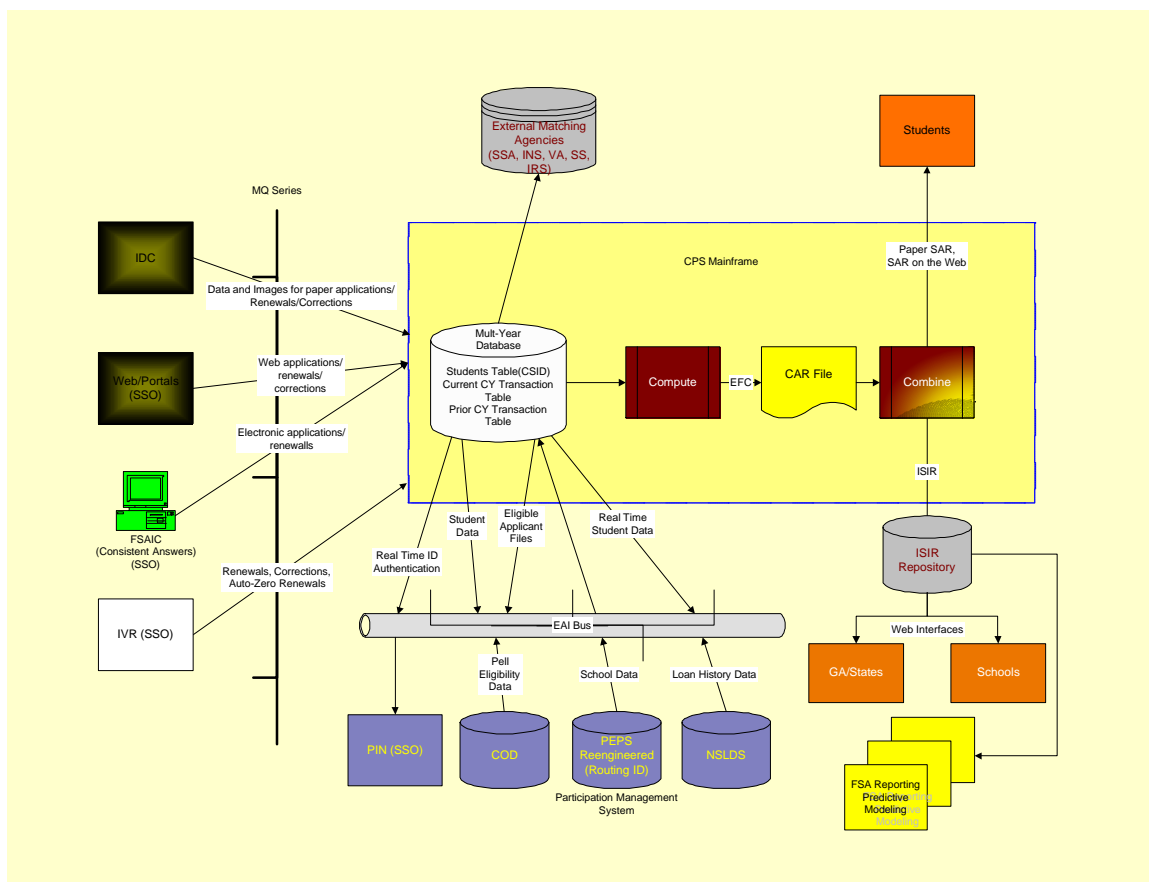 External Matching
Agencies
(SSA, INS, VA, SS,
IRS)
Students
MQ Series
IDC
Data and Images for paper applications/
Renewals/Corrections
Web/Portals
(SSO)
Web applications/
renewals/
corrections
Electronic applications/
renewalls
FSAIC
(Consistent Answers)
(SSO)
Renewals, Corrections,
Auto-Zero Renewals
IVR (SSO)
CPS Mainframe
Paper SAR,
SAR on the Web
Mult-Year
Database
Students Table(CSID)
Current CY Transaction
Table
Prior CY Transaction
Table
Compute
EFC
CAR File
Combine
ISIR
Real Time ID
Authentication
Student
Data
Eligible
Applicant
Files
Real Time
Student Data
EAI Bus
Pell
Eligibility
Data
School Data
Loan History Data
PIN (SSO)
COD
PEPS
Reengineered
(Routing ID)
NSLDS
Participation Management
System
ISIR
Repository
Web Interfaces
GA/States
Schools
FSA Reporting
Predictive
Modeling
Modeling